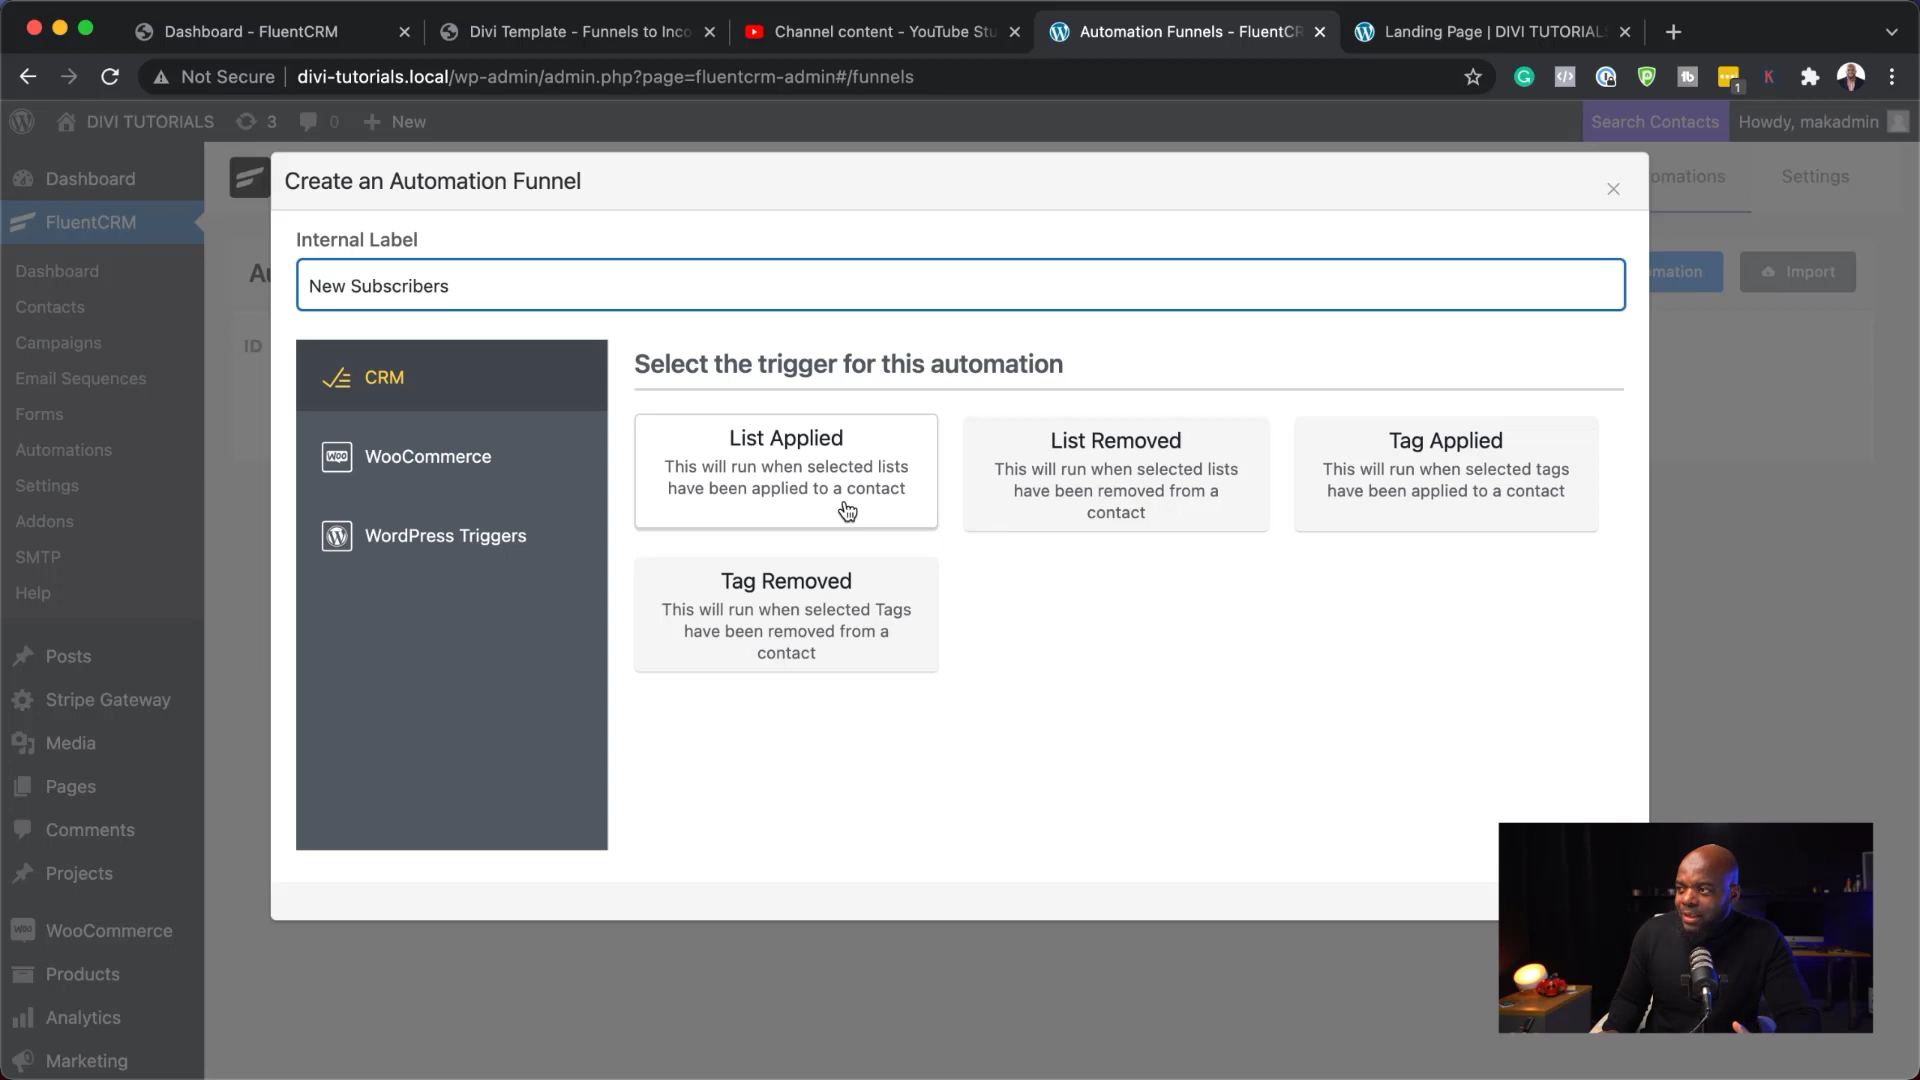 Dashboard - FluentCRM
Divi Template - Funnels to Inco
Channel content - YouTube Stu
Automation Funnels - FluentCR
Landing Page | DIVI TUTORIAL
Not Secure
divi-tutorials.local/wp-admin/admin.php?page=fluentcrm-admin#/funnels
1
DIVI TUTORIALS
3
0
New
Search Contacts
Howdy, makadmin
Dashboard
FluentCRM
Dashboard
Contacts
Campaigns
Email Sequences
Forms
Automations
Settings
Addons
SMTP
Help
Posts
Stripe Gateway
Media
Pages
Comments
Projects
WooCommerce
Products
Analytics
Marketing
omations
Settings
Au
mation
Import
ID
Create an Automation Funnel
Internal Label
New Subscribers
CRM
WooCommerce
WordPress Triggers
Select the trigger for this automation
List Applied
This will run when selected lists
have been applied to a contact
List Removed
This will run when selected lists
have been removed from a
contact
Tag Applied
This will run when selected tags
have been applied to a contact
Tag Removed
This will run when selected Tags
have been removed from a
contact